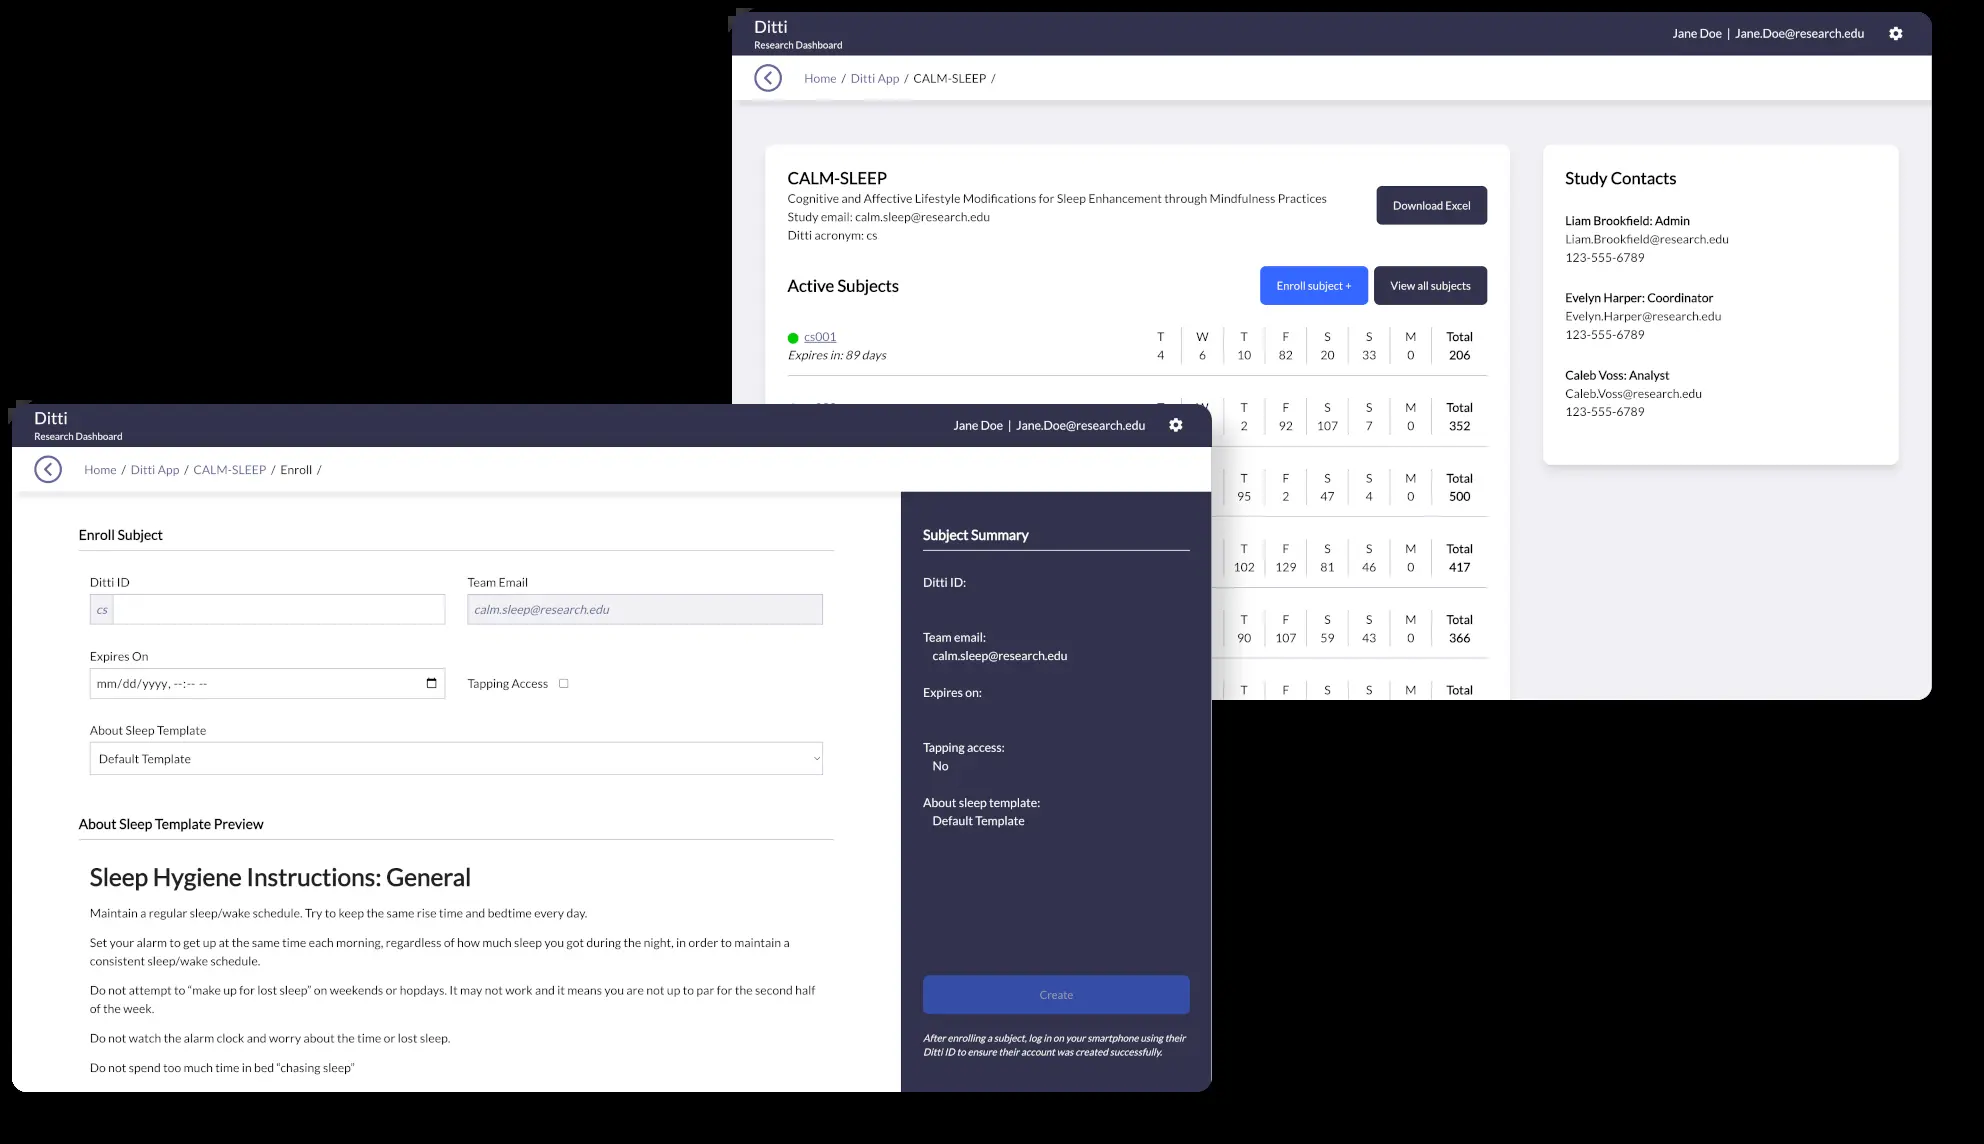 Ditti
Research Dashboard
Jane Doe | Jane.Doe@research.edu
Home / Ditti App / CALM-SLEEP /
CALM-SLEEP
Cognitive and Affective Lifestyle Modifications for Sleep Enhancement through Mindfulness Practices
Study email: calm.sleep@research.edu
Ditti acronym: cs
Download Excel
Active Subjects
Enroll subject +
View all subjects
cs001
Expires in: 89 days
T W T F S S M Total
4 6 10 82 20 33 0 206
T F S S M Total
2 92 107 7 0 352
T F S S M Total
95 2 47 4 0 500
T F S S M Total
102 129 81 46 0 417
T F S S M Total
90 107 59 43 0 366
T F S S M Total
Study Contacts
Liam Brookfield: Admin
Liam.Brookfield@research.edu
123-555-6789
Evelyn Harper: Coordinator
Evelyn.Harper@research.edu
123-555-6789
Caleb Voss: Analyst
Caleb.Voss@research.edu
123-555-6789
Ditti
Research Dashboard
Jane Doe | Jane.Doe@research.edu
Home / Ditti App / CALM-SLEEP / Enroll /
Enroll Subject
Ditti ID
cs
Team Email
calm.sleep@research.edu
Expires On
mm/dd/yyyy, --:-- --
Tapping Access
About Sleep Template
Default Template
About Sleep Template Preview
Sleep Hygiene Instructions: General
Maintain a regular sleep/wake schedule. Try to keep the same rise time and bedtime every day.
Set your alarm to get up at the same time each morning, regardless of how much sleep you got during the night, in order to maintain a
consistent sleep/wake schedule.
Do not attempt to “make up for lost sleep” on weekends or hopdays. It may not work and it means you are not up to par for the second half
of the week.
Do not watch the alarm clock and worry about the time or lost sleep.
Do not spend too much time in bed “chasing sleep”
Subject Summary
Ditti ID:
Team email:
calm.sleep@research.edu
Expires on:
Tapping access:
No
About sleep template:
Default Template
Create
After enrolling a subject, log in on your smartphone using their
Ditti ID to ensure their account was created successfully.